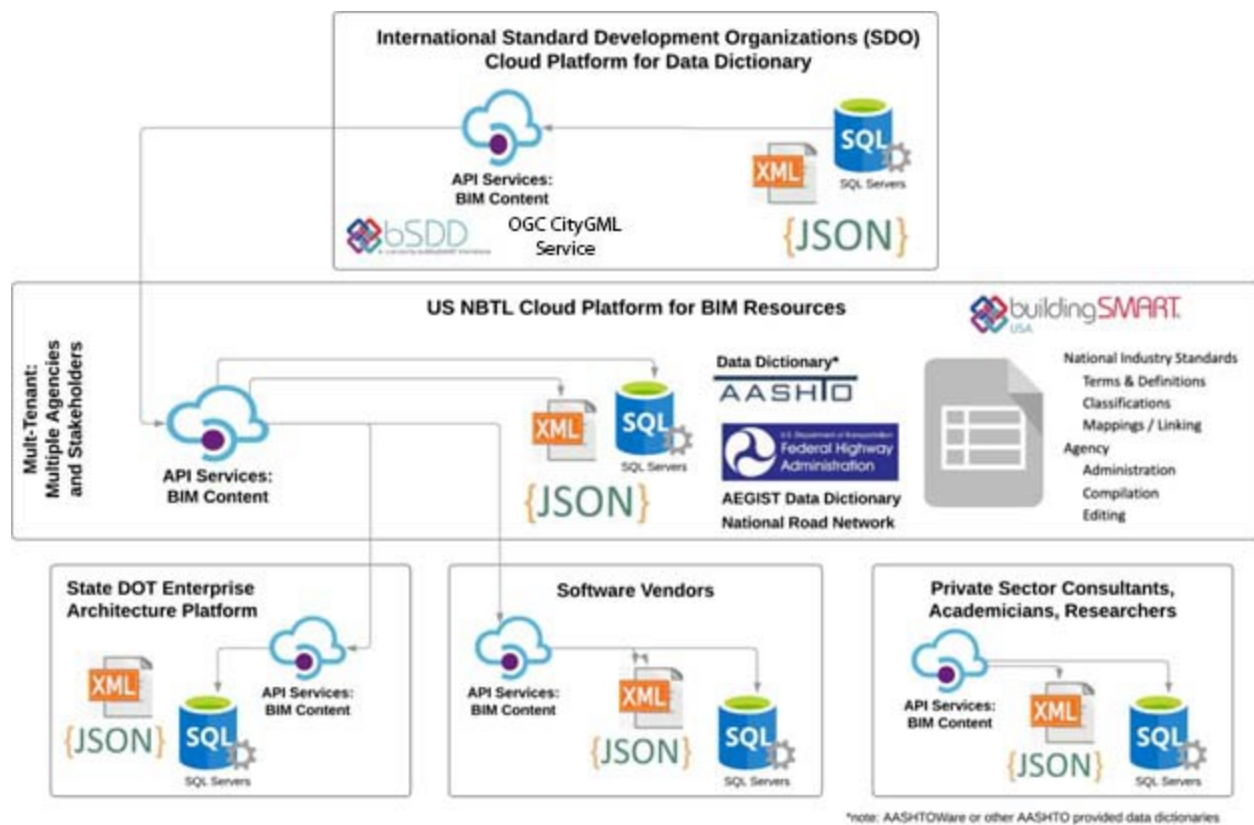 International Standard Development Organizations (SDO)
Cloud Platform for Data Dictionary
API Services:
BIM Content
XML
SQL
SQL Servers
{JSON}
bSDD
OGC CityGML
Service
US NBTL Cloud Platform for BIM Resources
buildingSMART
USA
Mult-Tenant:
Multiple Agencies
and Stakeholders
API Services:
BIM Content
XML
SQL
SQL Servers
{JSON}
Data Dictionary*
AASHTO
U.S. Department of Transportation
Federal Highway
Administration
AEGIST Data Dictionary
National Road Network
National Industry Standards
Terms & Definitions
Classifications
Mappings / Linking
Agency
Administration
Compilation
Editing
State DOT Enterprise
Architecture Platform
XML
{JSON}
SQL
SQL Servers
API Services:
BIM Content
Software Vendors
API Services:
BIM Content
XML
{JSON}
SQL
SQL Servers
Private Sector Consultants,
Academicians, Researchers
API Services:
BIM Content
XML
{JSON}
SQL
SQL Servers
*note: AASHTOWare or other AASHTO provided data dictionaries